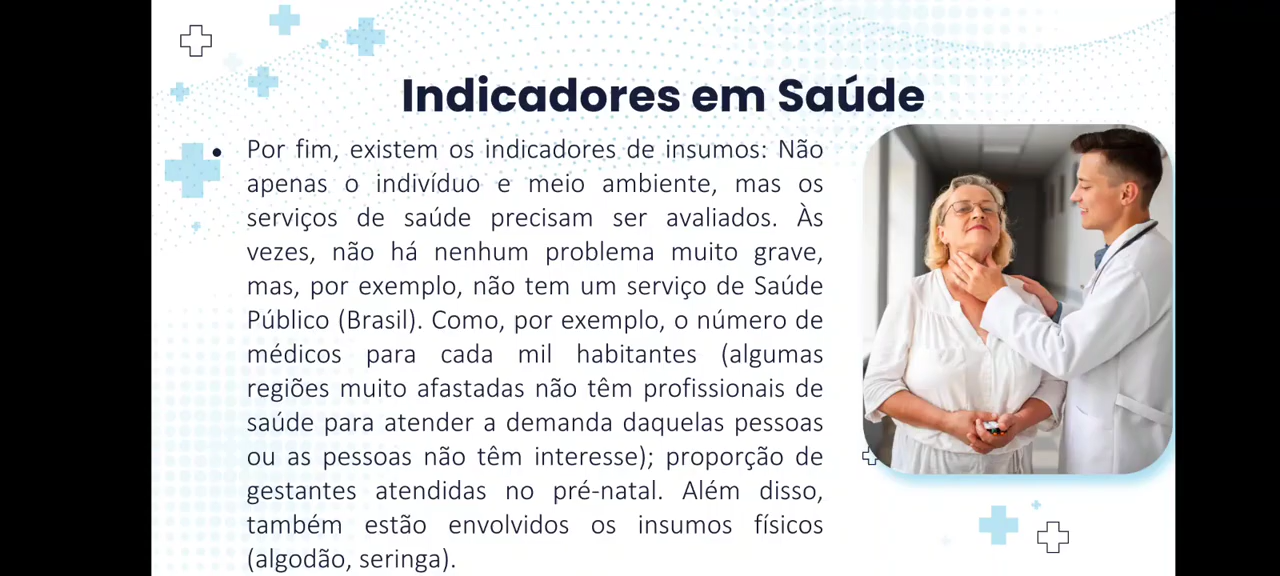 Indicadores em Saúde
• Por fim, existem os indicadores de insumos: Não
apenas o indivíduo e meio ambiente, mas os
serviços de saúde precisam ser avaliados. Às
vezes, não há nenhum problema muito grave,
mas, por exemplo, não tem um serviço de Saúde
Público (Brasil). Como, por exemplo, o número de
médicos para cada mil habitantes (algumas
regiões muito afastadas não têm profissionais de
saúde para atender a demanda daquelas pessoas
ou as pessoas não têm interesse); proporção de
gestantes atendidas no pré-natal. Além disso,
também estão envolvidos os insumos físicos
(algodão, seringa).